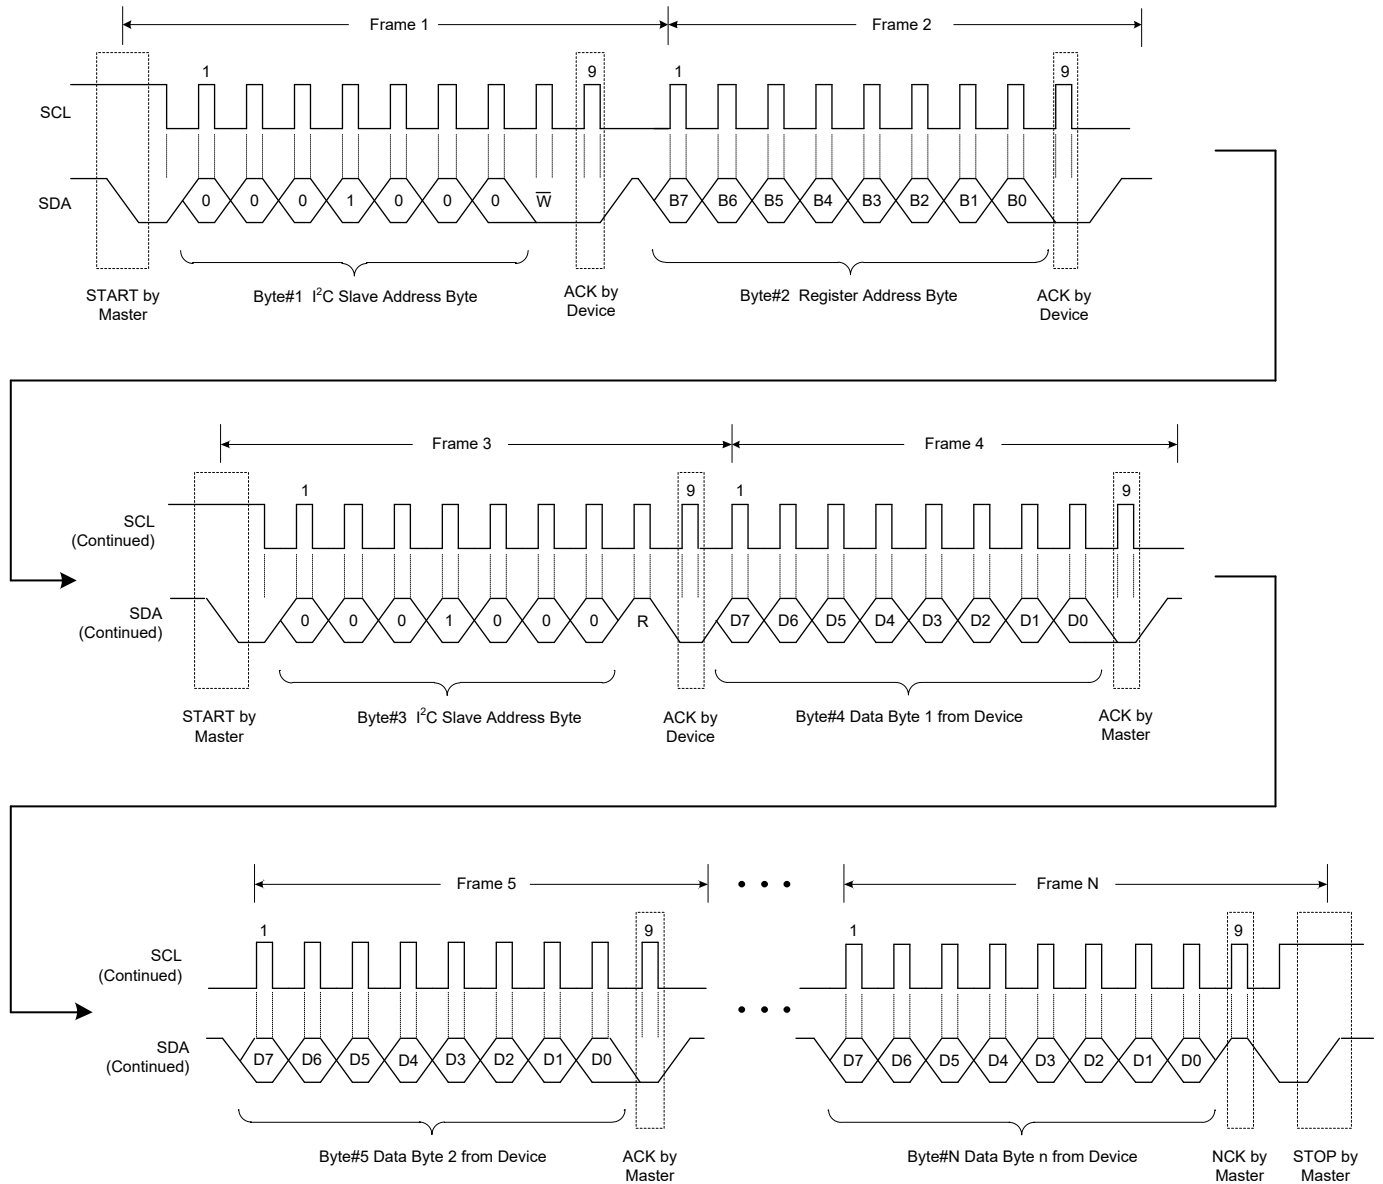 Frame 1 Frame 2
1 9 1 9
SCL
SDA 0 0 0 1 0 0 0 W B7 B6 B5 B4 B3 B2 B1 B0
START by Master
Byte#1 I²C Slave Address Byte
ACK by Device
Byte#2 Register Address Byte
ACK by Device
Frame 3 Frame 4
1 9 1 9
SCL
(Continued)
SDA
(Continued)
0 0 0 1 0 0 0 R D7 D6 D5 D4 D3 D2 D1 D0
START by Master
Byte#3 I²C Slave Address Byte
ACK by Device
Byte#4 Data Byte 1 from Device
ACK by Master
Frame 5 • • • Frame N
1 9 1 9
SCL
(Continued)
• • •
SDA
(Continued)
D7 D6 D5 D4 D3 D2 D1 D0 D7 D6 D5 D4 D3 D2 D1 D0
Byte#5 Data Byte 2 from Device
ACK by Master
Byte#N Data Byte n from Device
NCK by Master
STOP by Master